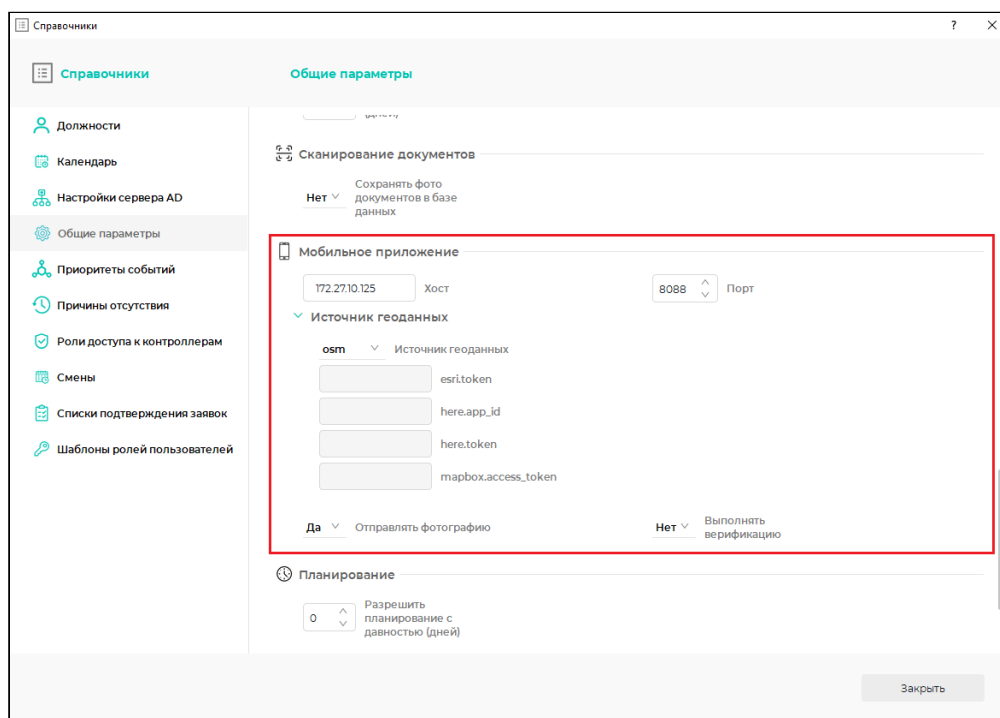 Справочники
?
Справочники
Общие параметры
Должности
Календарь
Настройки сервера AD
Общие параметры
Приоритеты событий
Причины отсутствия
Роли доступа к контроллерам
Смены
Списки подтверждения заявок
Шаблоны ролей пользователей
(дней)
Сканирование документов
Нет
Сохранять фото
документов в базе
данных
Мобильное приложение
172.27.10.125 Хост
8088 Порт
Источник геоданных
osm Источник геоданных
esri.token
here.app_id
here.token
mapbox.access_token
Да Отправлять фотографию
Нет
Выполнять
верификацию
Планирование
0
Разрешить
планирование с
давностью (дней)
Закрыть